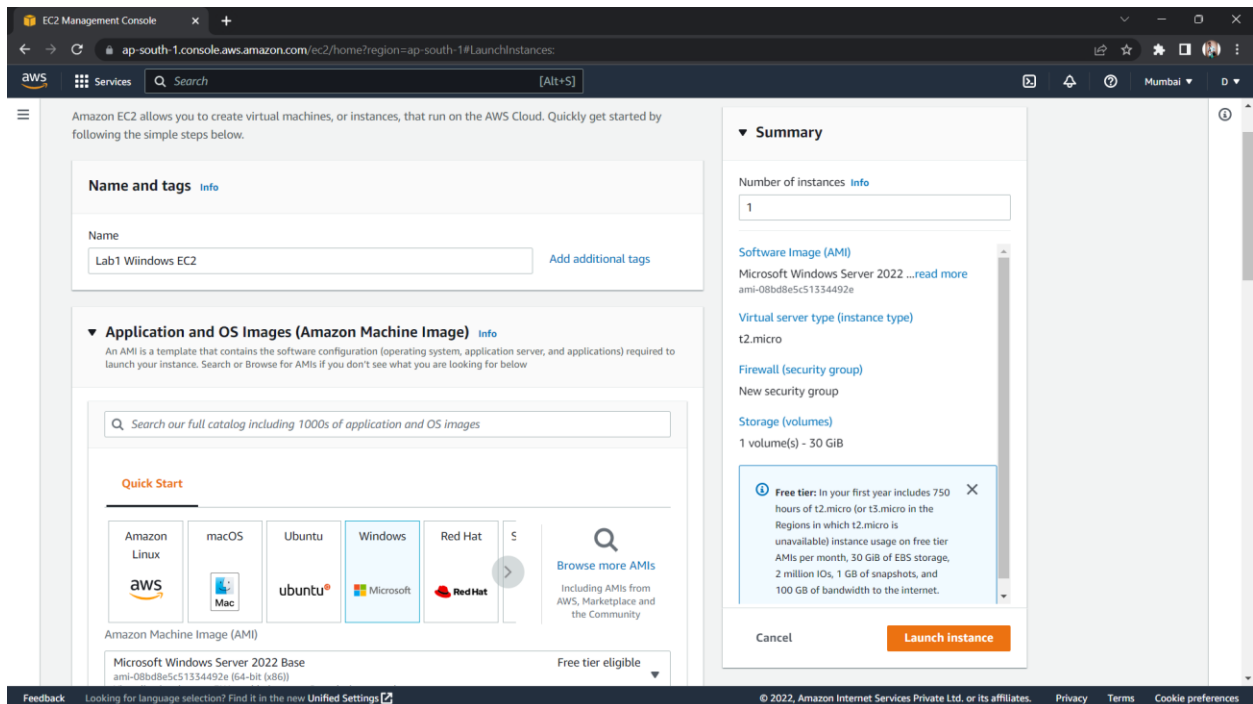 EC2 Management Console
ap-south-1.console.aws.amazon.com/ec2/home?region=ap-south-1#LaunchInstances:
aws Services Search [Alt+S] Mumbai D
Amazon EC2 allows you to create virtual machines, or instances, that run on the AWS Cloud. Quickly get started by
following the simple steps below.
Name and tags Info
Name
Lab1 Wiindows EC2
Add additional tags
Application and OS Images (Amazon Machine Image) Info
An AMI is a template that contains the software configuration (operating system, application server, and applications) required to
launch your instance. Search or Browse for AMIs if you don't see what you are looking for below
Search our full catalog including 1000s of application and OS images
Quick Start
Amazon
Linux
aws
macOS
Mac
Ubuntu
ubuntu
Windows
Microsoft
Red Hat
Red Hat
S
Browse more AMIs
Including AMIs from
AWS, Marketplace and
the Community
Amazon Machine Image (AMI)
Microsoft Windows Server 2022 Base
Free tier eligible
ami-08bd8e5c51334492e (64-bit (x86))
Summary
Number of instances Info
1
Software Image (AMI)
Microsoft Windows Server 2022 ...read more
ami-08bd8e5c51334492e
Virtual server type (instance type)
t2.micro
Firewall (security group)
New security group
Storage (volumes)
1 volume(s) - 30 GiB
Free tier: In your first year includes 750
hours of t2.micro (or t3.micro in the
Regions in which t2.micro is
unavailable) instance usage on free tier
AMIs per month, 30 GiB of EBS storage,
2 million IOs, 1 GB of snapshots, and
100 GB of bandwidth to the internet.
Cancel
Launch instance
Feedback Looking for language selection? Find it in the new Unified Settings © 2022, Amazon Internet Services Private Ltd. or its affiliates. Privacy Terms Cookie preferences